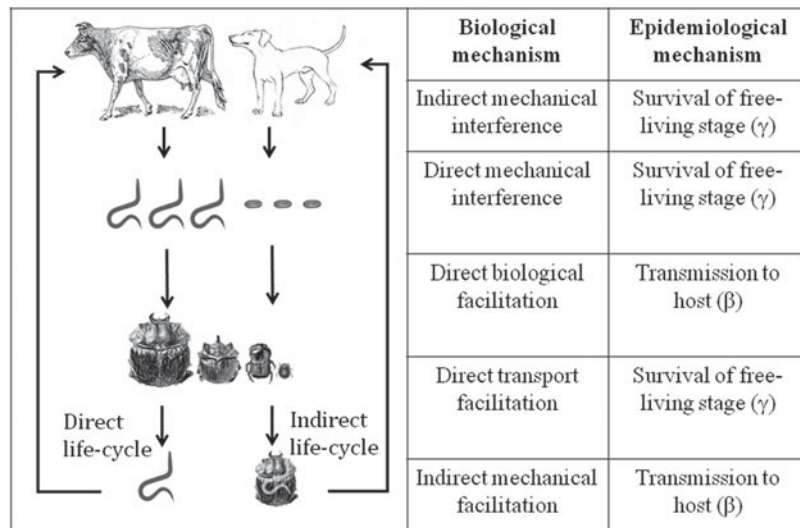 Biological
mechanism
Epidemiological
mechanism
Indirect mechanical
interference
Survival of free-
living stage (γ)
Direct mechanical
interference
Survival of free-
living stage (γ)
Direct biological
facilitation
Transmission to
host (β)
Direct transport
facilitation
Survival of free-
living stage (γ)
Indirect mechanical
facilitation
Transmission to
host (β)
Direct
life-cycle
Indirect
life-cycle